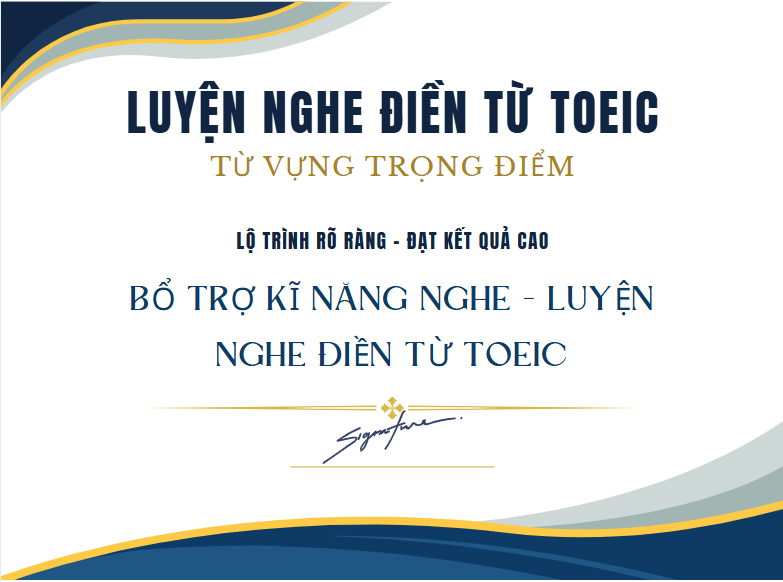 LUYỆN NGHE ĐIỀN TỪ TOEIC
TỪ VỰNG TRỌNG ĐIỂM
LỘ TRÌNH RÕ RÀNG - ĐẠT KẾT QUẢ CAO
BỔ TRỢ KĨ NĂNG NGHE - LUYỆN
NGHE ĐIỀN TỪ TOEIC
Signature